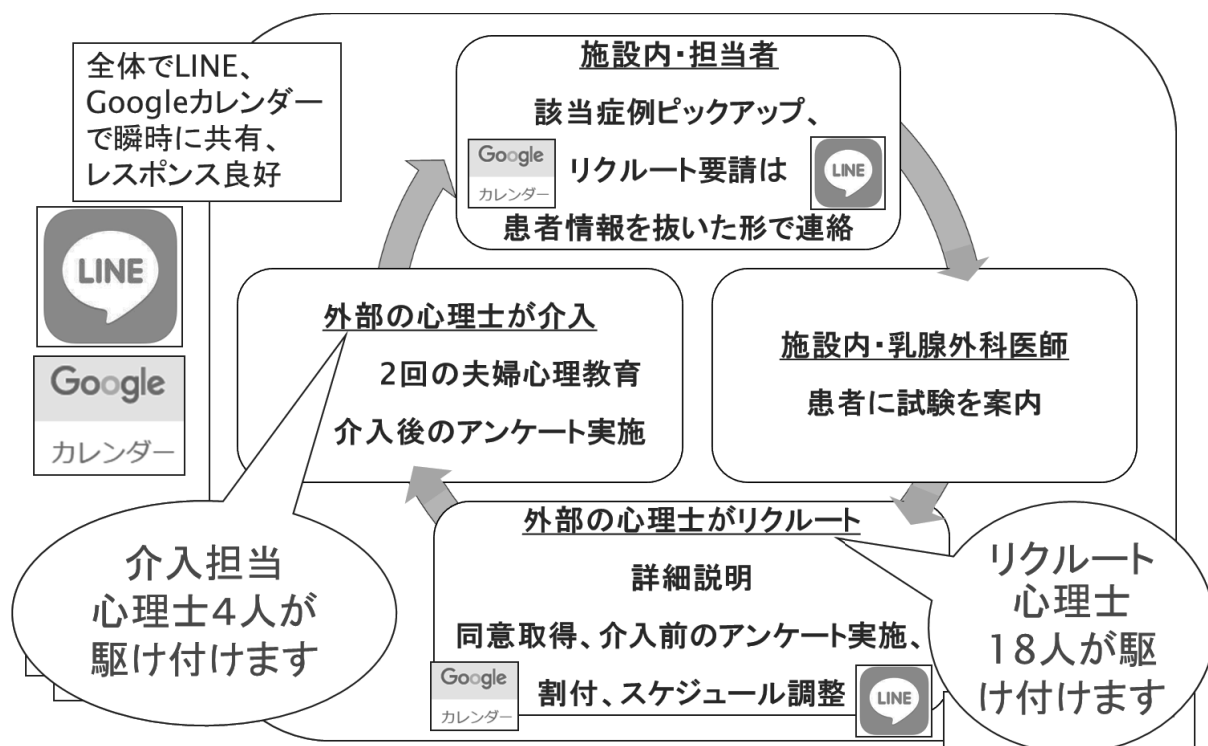 全体でLINE、
Googleカレンダー
で瞬時に共有、
レスポンス良好
LINE
Google
カレンダー
施設内・担当者
該当症例ピックアップ、
Google
カレンダー
リクルート要請は
LINE
患者情報を抜いた形で連絡
施設内・乳腺外科医師
患者に試験を案内
外部の心理士がリクルート
詳細説明
同意取得、介入前のアンケート実施、
Google
カレンダー
割付、スケジュール調整
LINE
リクルート
心理士
18人が駆
け付けます
外部の心理士が介入
2回の夫婦心理教育
介入後のアンケート実施
介入担当
心理士4人が
駆け付けます